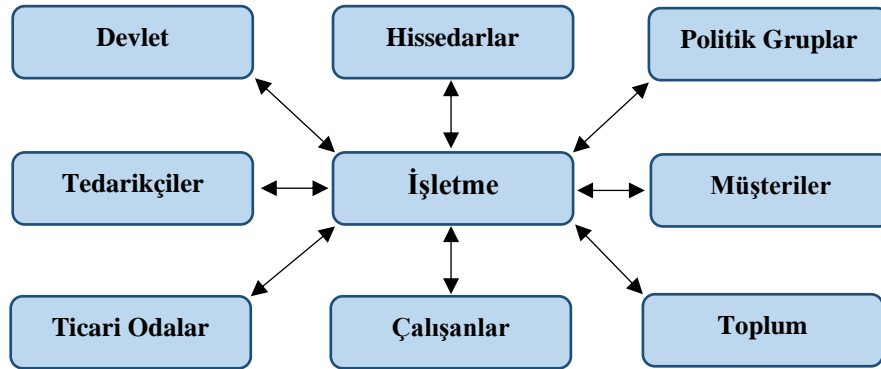 Devlet
Hissedarlar
Politik Gruplar
Tedarikçiler
İşletme
Müşteriler
Ticari Odalar
Çalışanlar
Toplum